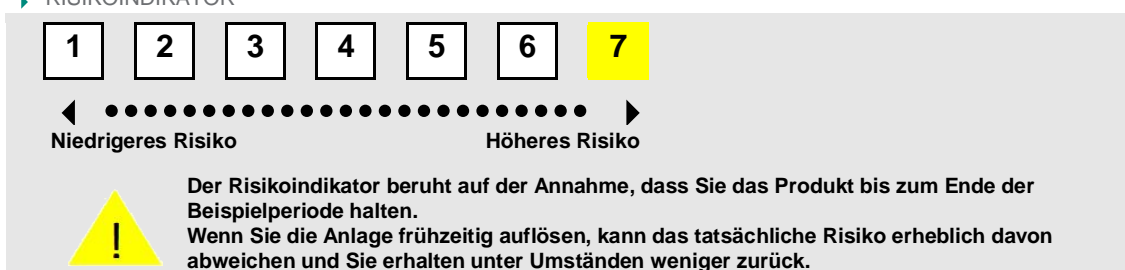 RISIKOINDIKATOR
1 2 3 4 5 6 7
Niedrigeres Risiko Höheres Risiko
Der Risikoindikator beruht auf der Annahme, dass Sie das Produkt bis zum Ende der
Beispielperiode halten.
Wenn Sie die Anlage frühzeitig auflösen, kann das tatsächliche Risiko erheblich davon
abweichen und Sie erhalten unter Umständen weniger zurück.
!